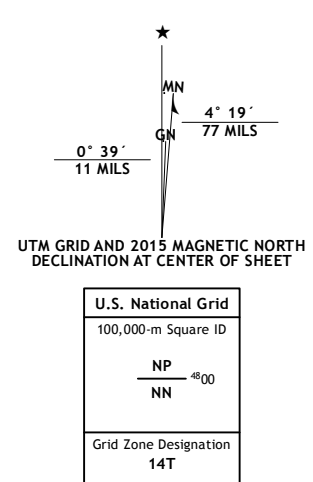 ★
MN
4° 19´
77 MILS
GN
0° 39´
11 MILS
UTM GRID AND 2015 MAGNETIC NORTH
DECLINATION AT CENTER OF SHEET
U.S. National Grid
100,000-m Square ID
NP
4800
NN
Grid Zone Designation
14T